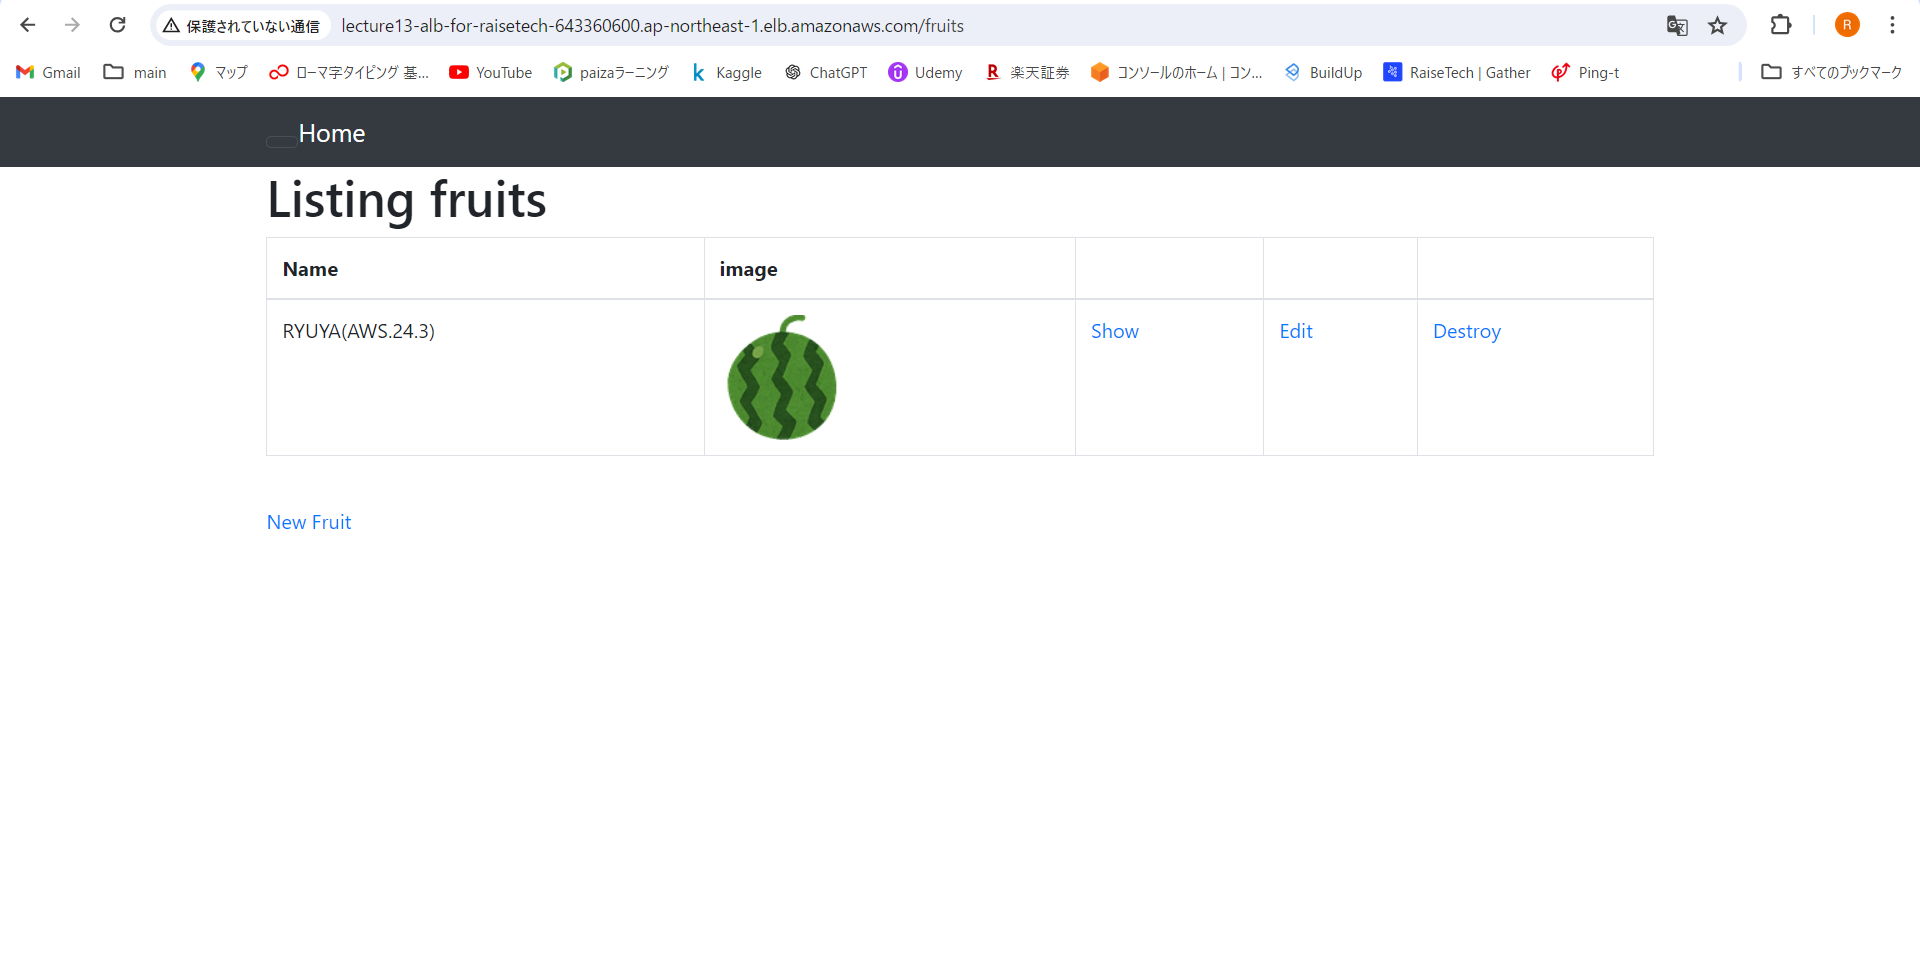 保護されていない通信 lecture13-alb-for-raisetech-643360600.ap-northeast-1.elb.amazonaws.com/fruits R
Gmail main マップ ローマ字タイピング 基... YouTube paizaラーニング Kaggle ChatGPT Udemy 楽天証券 コンソールのホーム | コン... BuildUp RaiseTech | Gather Ping-t すべてのブックマーク
Home
Listing fruits
Name image
RYUYA(AWS.24.3) Show Edit Destroy
New Fruit